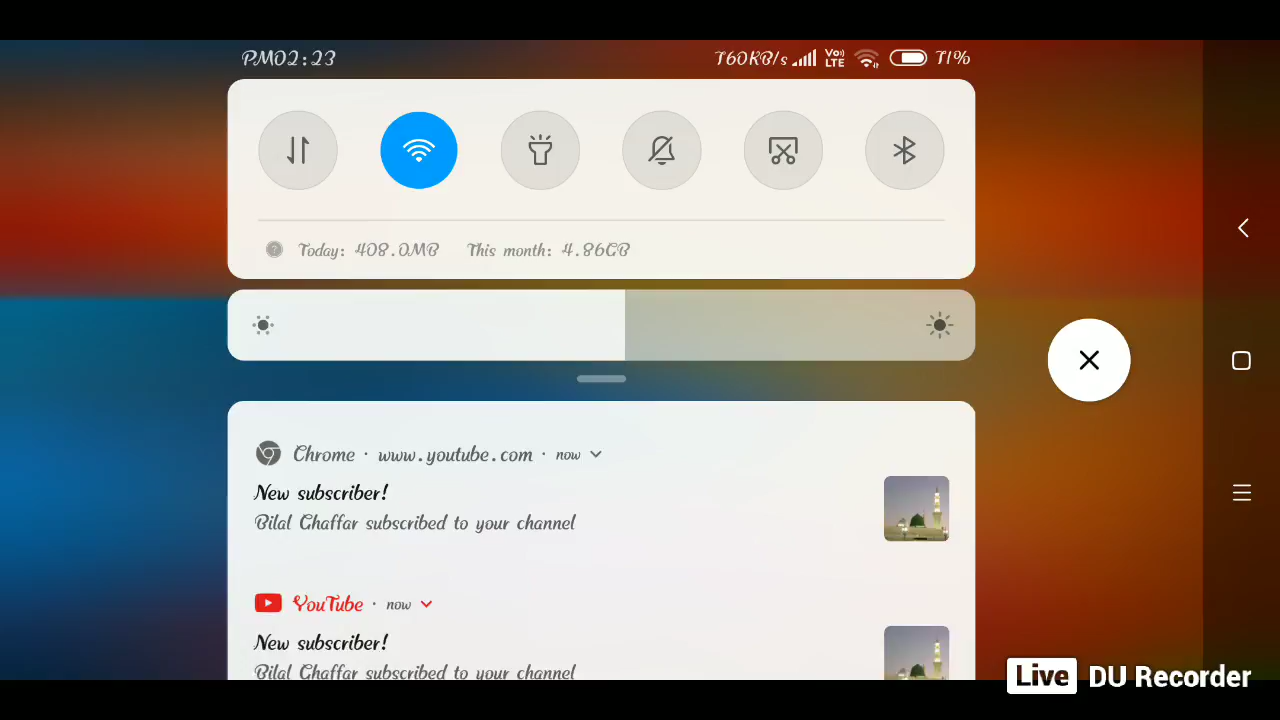 PM02:23
760KB/s Vo)) LTE 71%
Today: 408.0MB This month: 4.86GB
Chrome · www.youtube.com · now
New subscriber!
Bilal Ghaffar subscribed to your channel
YouTube · now
New subscriber!
Bilal Ghaffar subscribed to your channel
Live DU Recorder